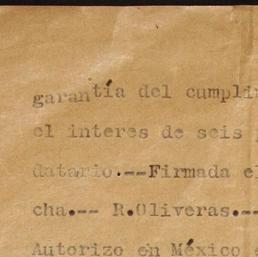 garantía del cumpli
el interes de seis
datario.--Firmada el
cha.-- R.Oliveras.--
Autorizo en México